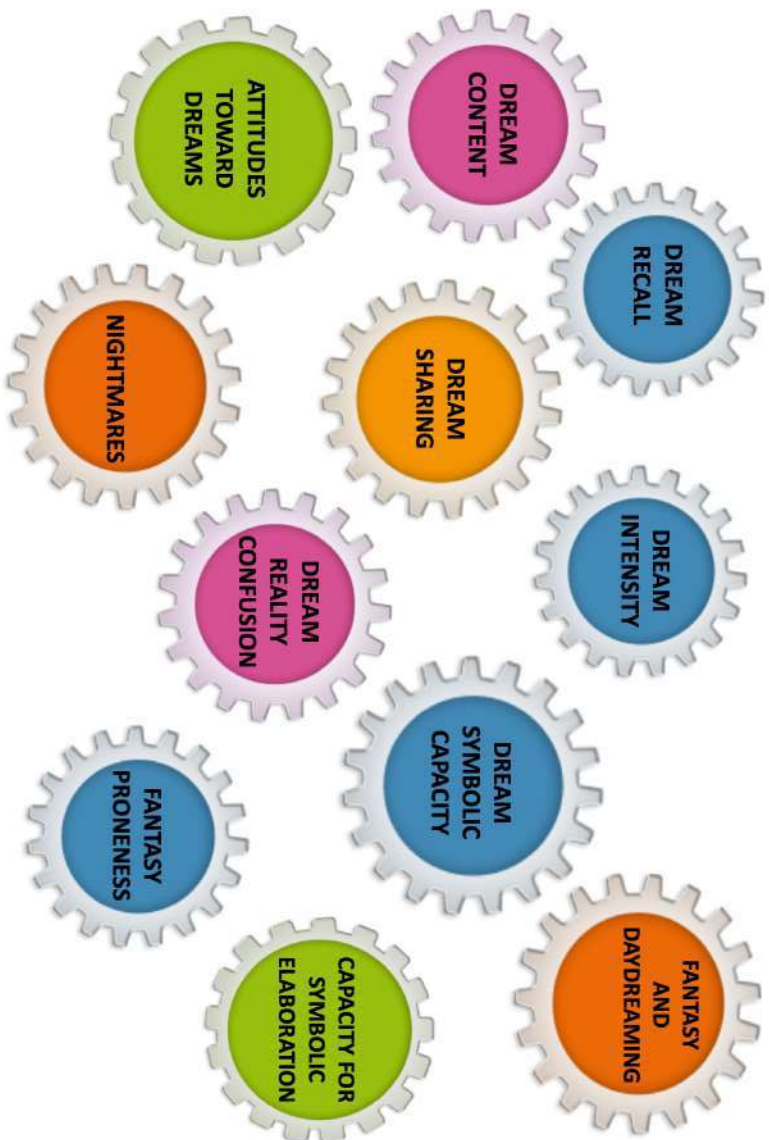 DREAM
RECALL
DREAM
INTENSITY
FANTASY
AND
DAYDREAMING
DREAM
CONTENT
DREAM
SHARING
DREAM
SYMBOLIC
CAPACITY
ATTITUDES
TOWARD
DREAMS
DREAM
REALITY
CONFUSION
CAPACITY FOR
SYMBOLIC
ELABORATION
NIGHTMARES
FANTASY
PRONENESS